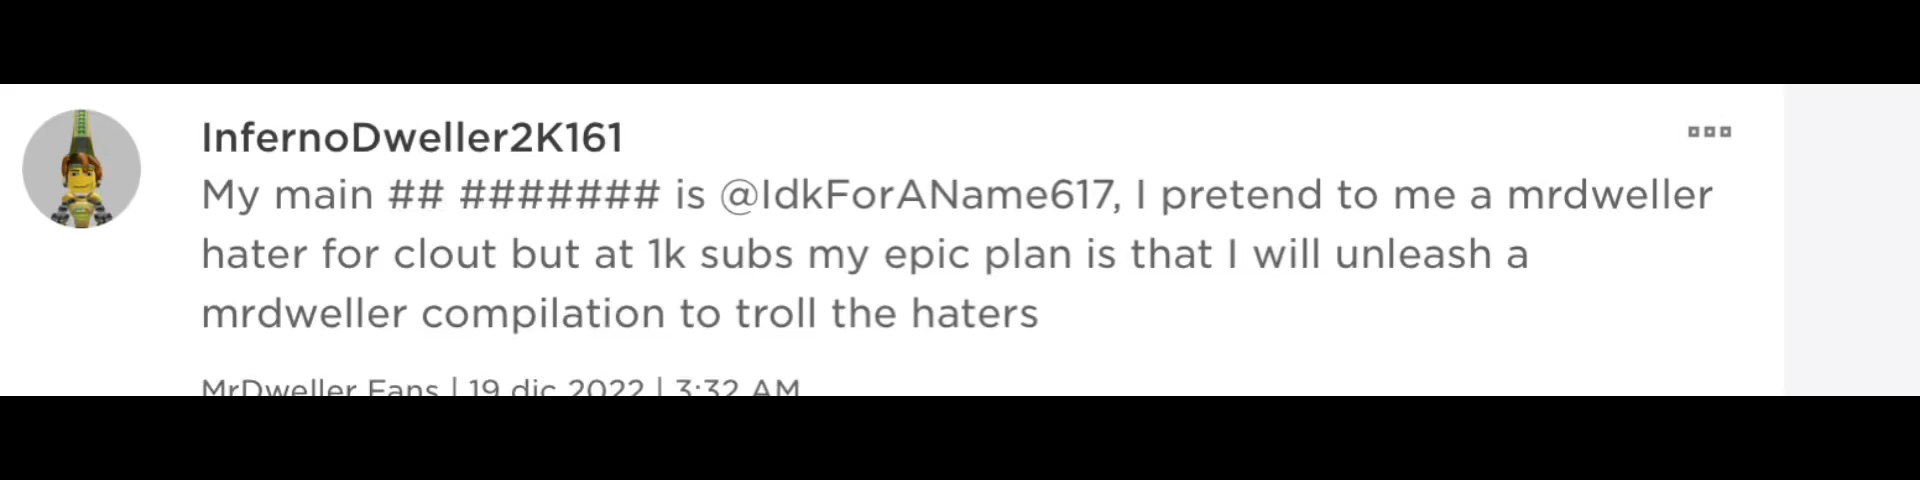 InfernoDweller2K161
My main ## ####### is @IdkForAName617, I pretend to me a mrdweller
hater for clout but at 1k subs my epic plan is that I will unleash a
mrdweller compilation to troll the haters
MrDweller Fans | 19 dic 2022 | 3:32 AM